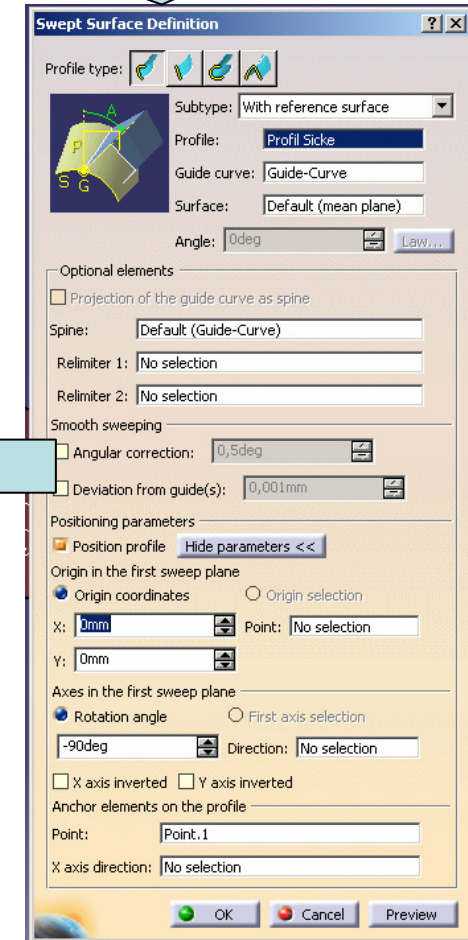 Swept Surface Definition
Profile type:
Subtype: With reference surface
Profile: Profil Sicke
Guide curve: Guide-Curve
Surface: Default (mean plane)
Angle: 0deg Law...
Optional elements
Projection of the guide curve as spine
Spine: Default (Guide-Curve)
Relimiter 1: No selection
Relimiter 2: No selection
Smooth sweeping
Angular correction: 0,5deg
Deviation from guide(s): 0,001mm
Positioning parameters
Position profile Hide parameters <<
Origin in the first sweep plane
Origin coordinates Origin selection
X: 0mm Point: No selection
Y: 0mm
Axes in the first sweep plane
Rotation angle First axis selection
-90deg Direction: No selection
X axis inverted Y axis inverted
Anchor elements on the profile
Point: Point.1
X axis direction: No selection
OK Cancel Preview
A
P
S G